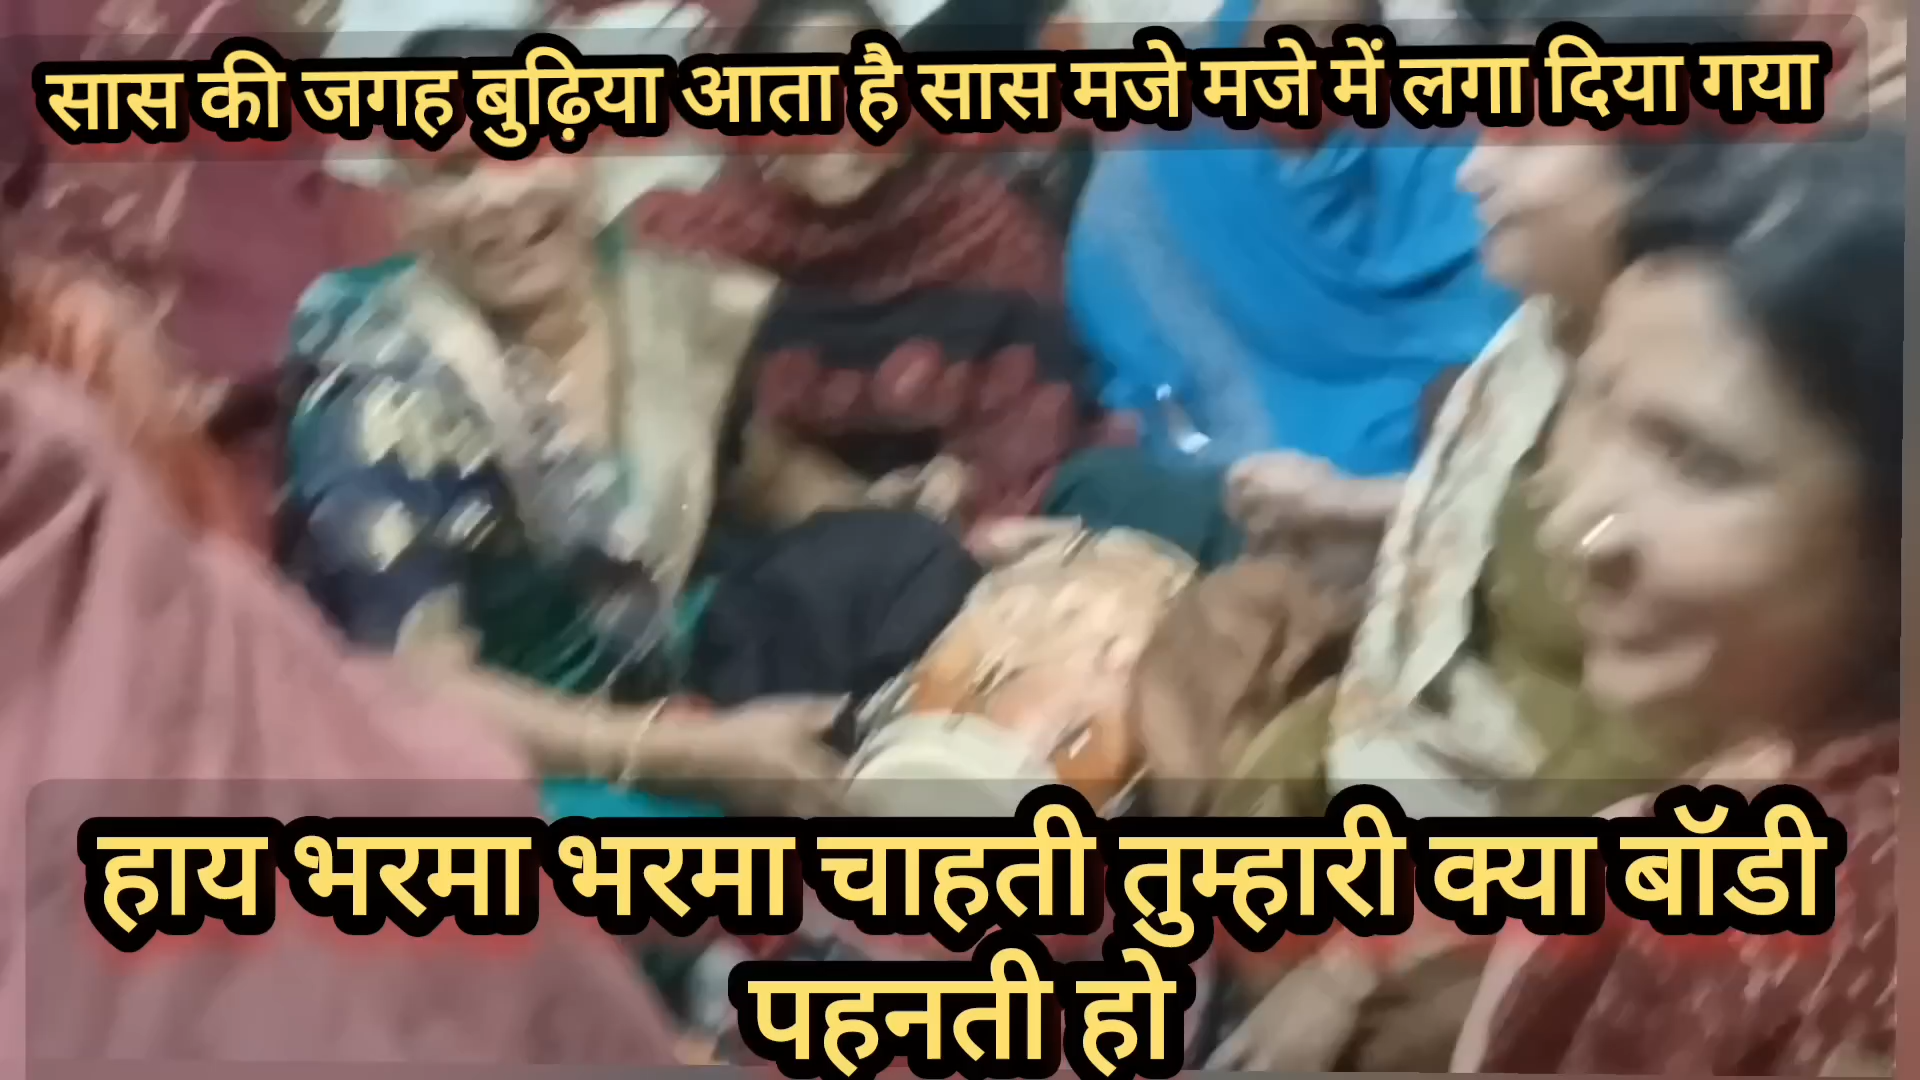 सास की जगह बुढ़िया आता है सास मजे मजे में लगा दिया गया
हाय भरमा भरमा चाहती तुम्हारी क्या बॉडी
पहनती हो